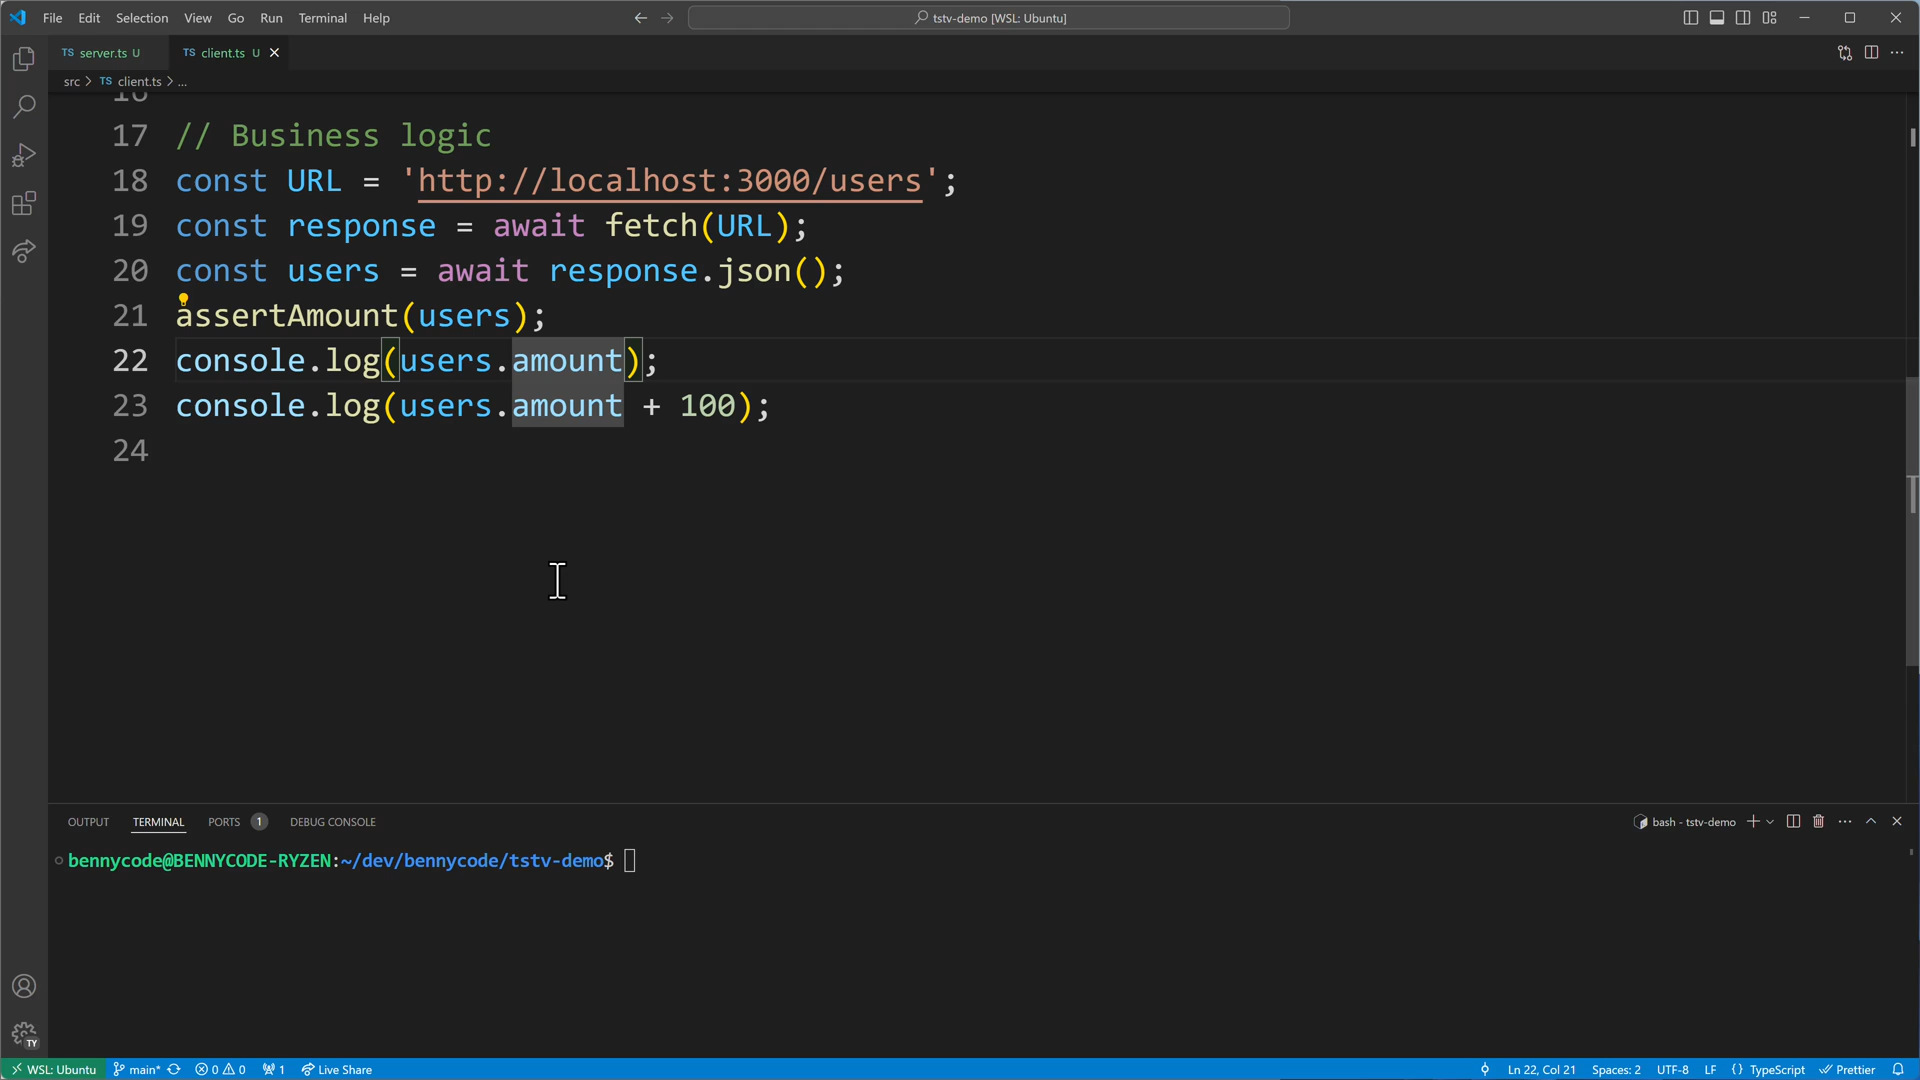 File Edit Selection View Go Run Terminal Help
tstv-demo [WSL: Ubuntu]
TS server.ts U
TS client.ts U
src > TS client.ts > ...
16
17 // Business logic
18 const URL = 'http://localhost:3000/users';
19 const response = await fetch(URL);
20 const users = await response.json();
21 assertAmount(users);
22 console.log(users.amount);
23 console.log(users.amount + 100);
24
OUTPUT TERMINAL PORTS 1 DEBUG CONSOLE
bash - tstv-demo
bennycode@BENNYCODE-RYZEN:~/dev/bennycode/tstv-demo$
TY
WSL: Ubuntu main* 0 0 1 Live Share
Ln 22, Col 21 Spaces: 2 UTF-8 LF {} TypeScript Prettier